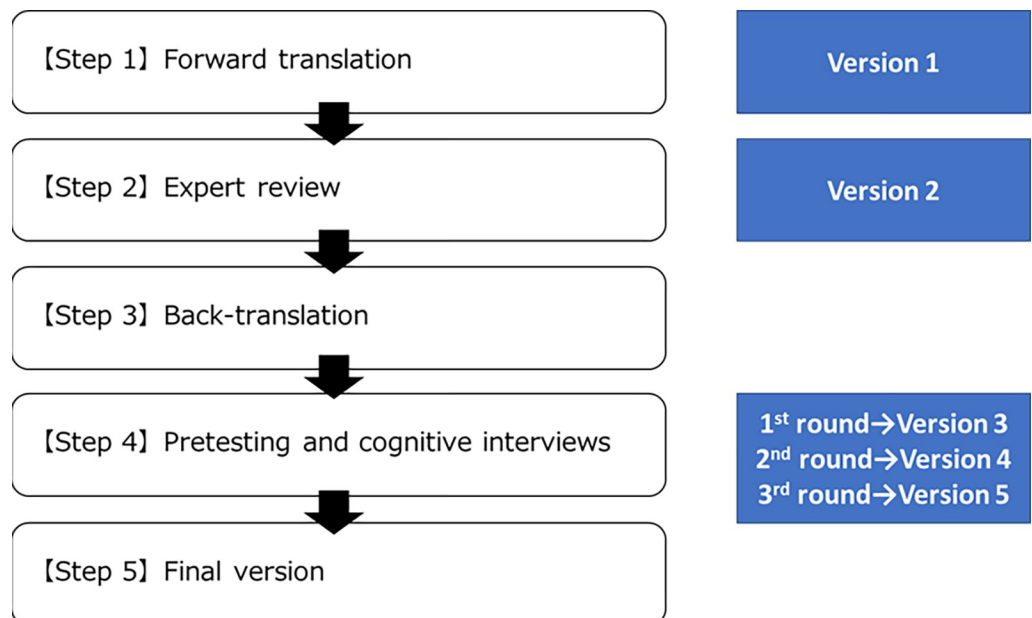 【Step 1】Forward translation
Version 1
【Step 2】Expert review
Version 2
【Step 3】Back-translation
【Step 4】Pretesting and cognitive interviews
1st round→Version 3
2nd round→Version 4
3rd round→Version 5
【Step 5】Final version